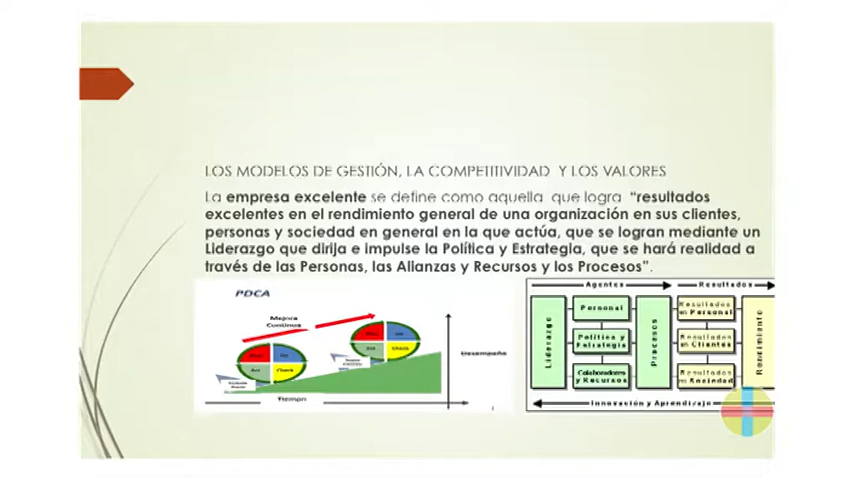 LOS MODELOS DE GESTIÓN, LA COMPETITIVIDAD Y LOS VALORES
La empresa excelente se define como aquella que logra "resultados
excelentes en el rendimiento general de una organización en sus clientes,
personas y sociedad en general en la que actúa, que se logran mediante un
Liderazgo que dirija e impulse la Política y Estrategia, que se hará realidad a
través de las Personas, las Alianzas y Recursos y los Procesos".
PDCA
Mejora
Continua
Act
Check
Act
Check
Desempeño
Tiempo
Agentes
Resultados
Liderazgo
Personal
Política y
Estrategia
Colaboradores
y Recursos
Procesos
Resultados
en Personal
Resultados
en Clientes
Resultados
en Sociedad
Rendimiento
Innovación y Aprendizaje